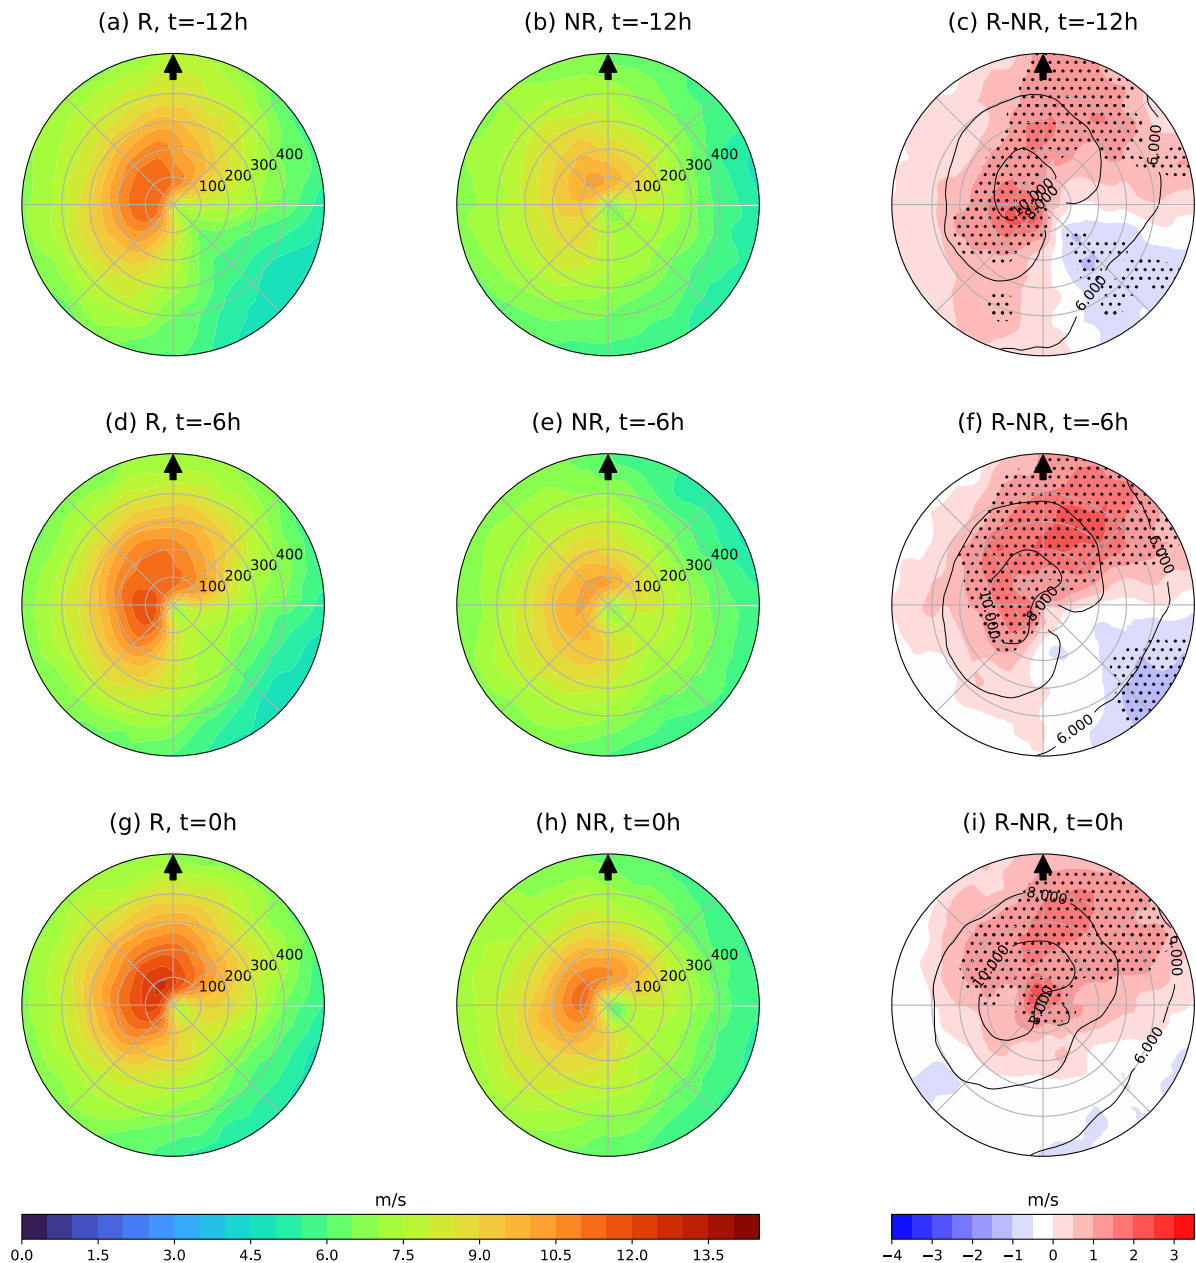 (a) R, t=-12h
(b) NR, t=-12h
(c) R-NR, t=-12h
100 200 300 400
100 200 300 400
6.000
10.000
8.000
6.000
(d) R, t=-6h
(e) NR, t=-6h
(f) R-NR, t=-6h
100 200 300 400
100 200 300 400
6.000
10.000
8.000
6.000
(g) R, t=0h
(h) NR, t=0h
(i) R-NR, t=0h
100 200 300 400
100 200 300 400
8.000
6.000
10.000
8.000
6.000
m/s
m/s
0.0 1.5 3.0 4.5 6.0 7.5 9.0 10.5 12.0 13.5
−4 −3 −2 −1 0 1 2 3